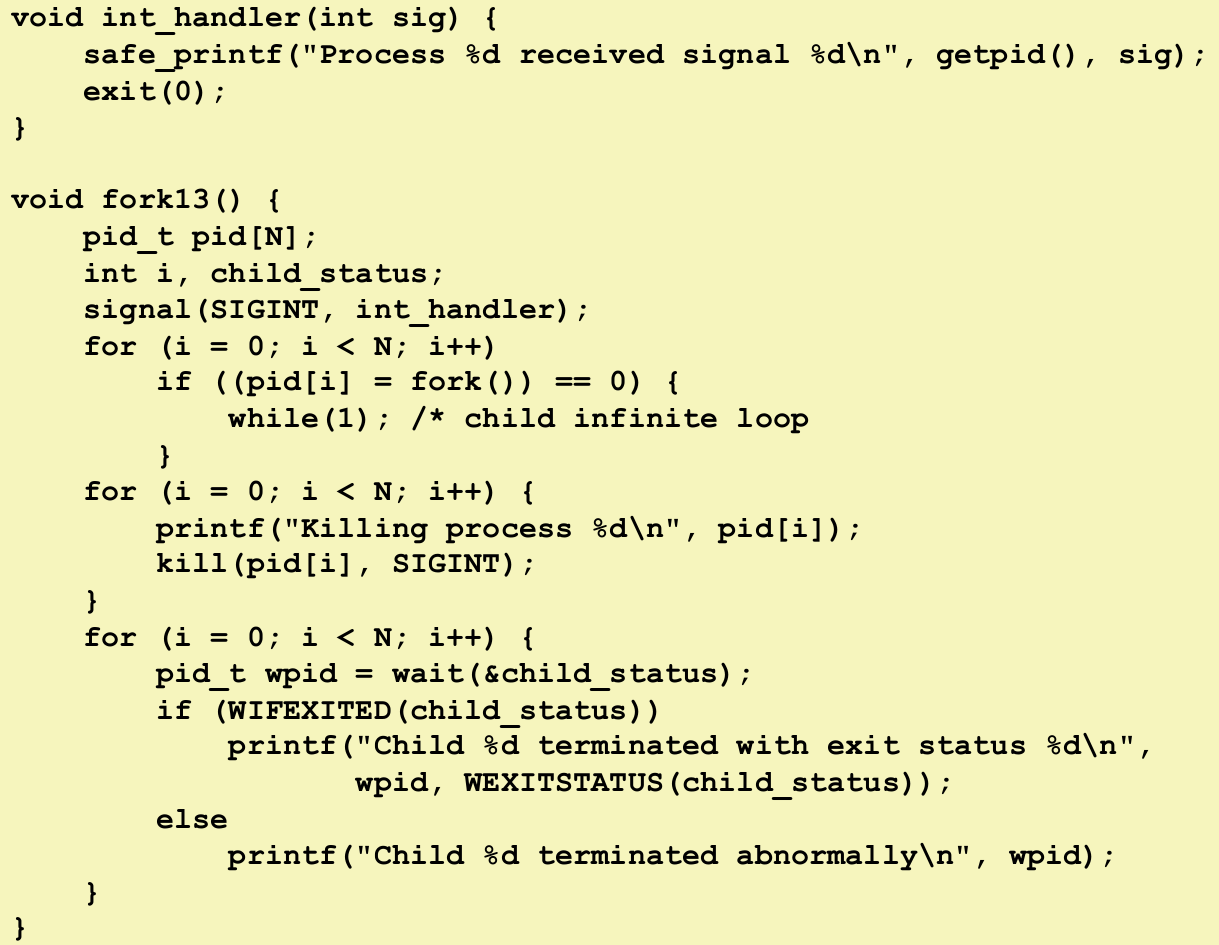 void int_handler(int sig) {
    safe_printf("Process %d received signal %d\n", getpid(), sig);
    exit(0);
}

void fork13() {
    pid_t pid[N];
    int i, child_status;
    signal(SIGINT, int_handler);
    for (i = 0; i < N; i++)
        if ((pid[i] = fork()) == 0) {
            while(1); /* child infinite loop
        }
    for (i = 0; i < N; i++) {
        printf("Killing process %d\n", pid[i]);
        kill(pid[i], SIGINT);
    }
    for (i = 0; i < N; i++) {
        pid_t wpid = wait(&child_status);
        if (WIFEXITED(child_status))
            printf("Child %d terminated with exit status %d\n",
                   wpid, WEXITSTATUS(child_status));
        else
            printf("Child %d terminated abnormally\n", wpid);
    }
}